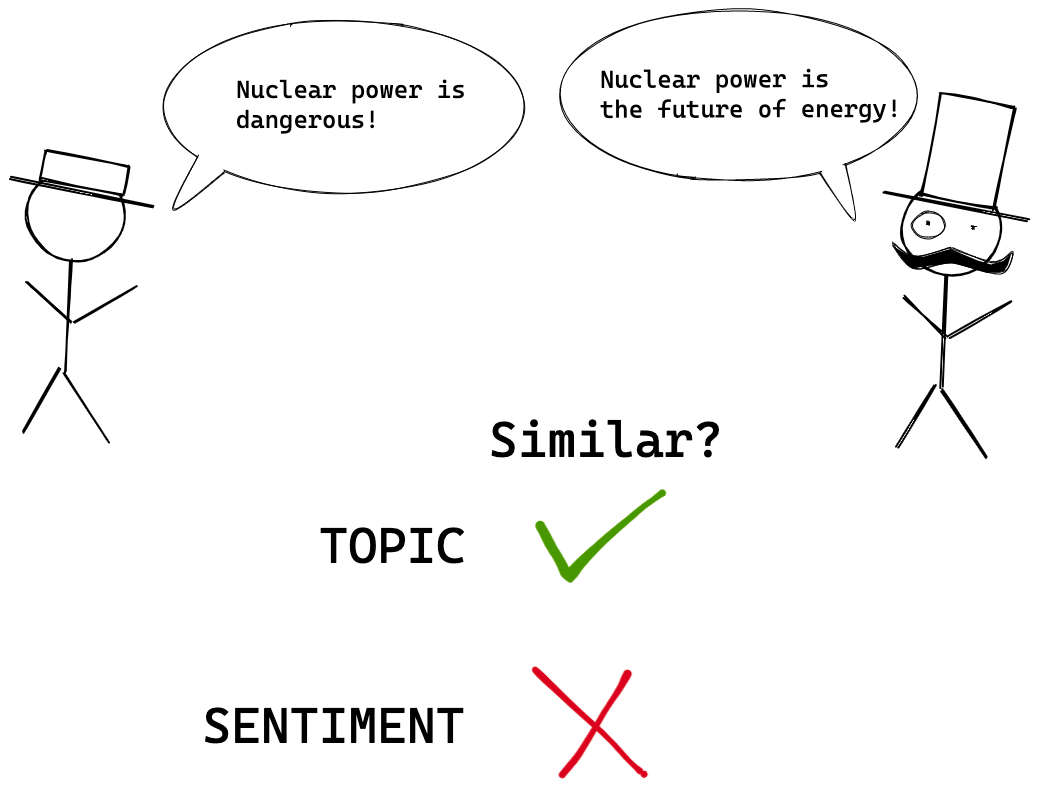 Nuclear power is
dangerous!
Nuclear power is
the future of energy!
Similar?
TOPIC
SENTIMENT